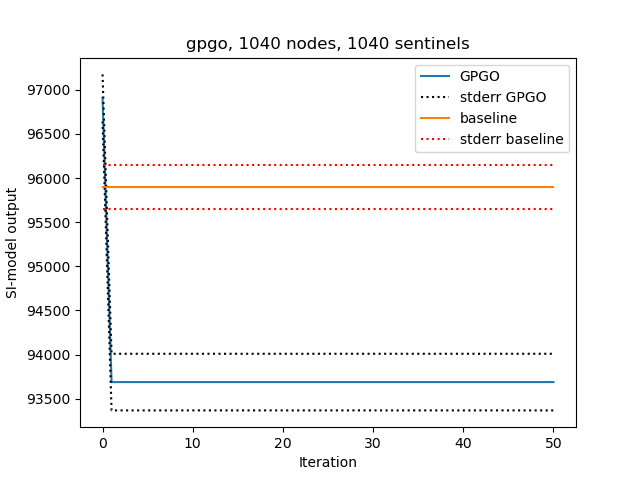 gpgo, 1040 nodes, 1040 sentinels
97000
96500
96000
95500
95000
94500
94000
93500
SI-model output
GPGO
stderr GPGO
baseline
stderr baseline
0 10 20 30 40 50
Iteration